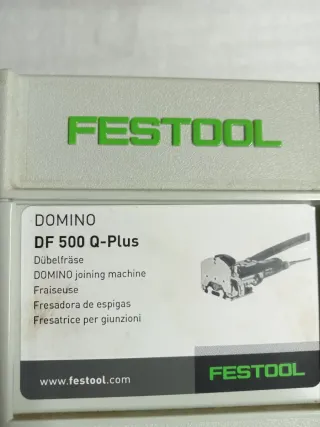 FESTOOL
DOMINO
DF 500 Q-Plus
Dübelfräse
DOMINO joining machine
Fraiseuse
Fresadora de espigas
Fresatrice per giunzioni
www.festool.com
FESTOOL